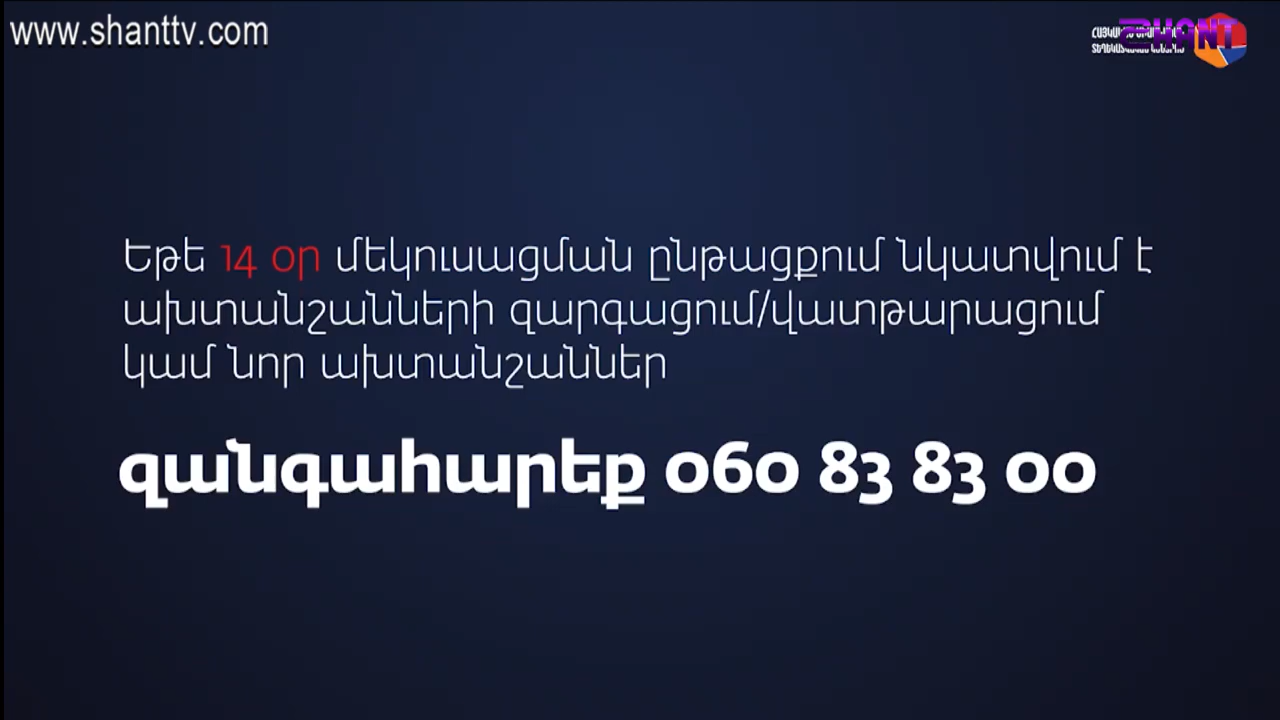 www.shanttv.com
SHANT
Եթե 14 օր մեկուսացման ընթացքում նկատվում է
ախտանշանների զարգացում/վատթարացում
կամ նոր ախտանշաններ
զանգահարեք 060 83 83 00